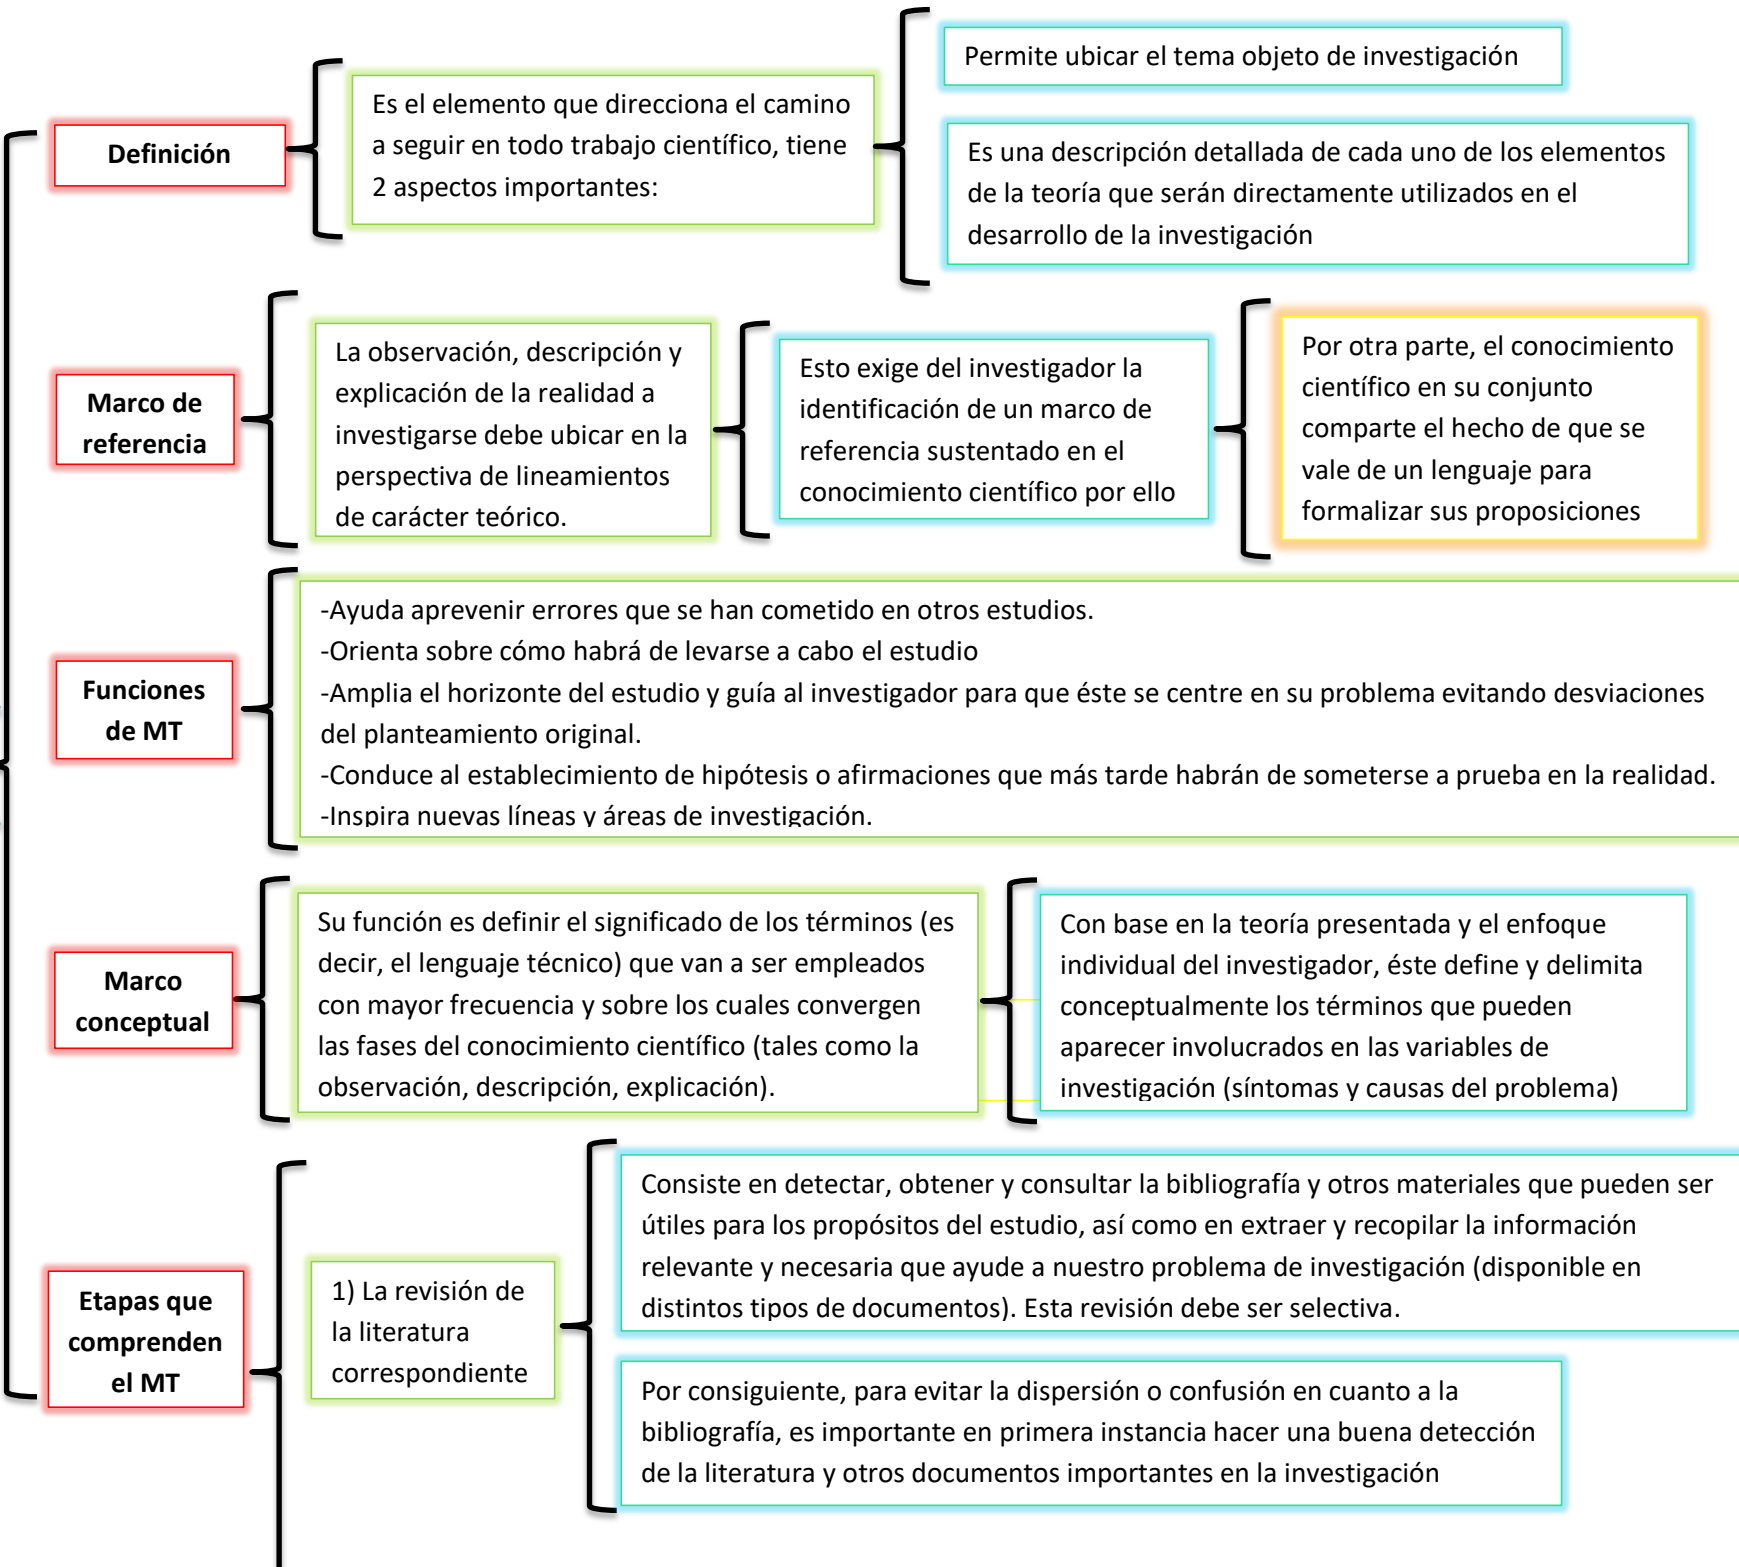 Definición
Es el elemento que direcciona el camino
a seguir en todo trabajo científico, tiene
2 aspectos importantes:
Permite ubicar el tema objeto de investigación
Es una descripción detallada de cada uno de los elementos
de la teoría que serán directamente utilizados en el
desarrollo de la investigación
Marco de
referencia
La observación, descripción y
explicación de la realidad a
investigarse debe ubicar en la
perspectiva de lineamientos
de carácter teórico.
Esto exige del investigador la
identificación de un marco de
referencia sustentado en el
conocimiento científico por ello
Por otra parte, el conocimiento
científico en su conjunto
comparte el hecho de que se
vale de un lenguaje para
formalizar sus proposiciones
Funciones
de MT
-Ayuda aprevenir errores que se han cometido en otros estudios.
-Orienta sobre cómo habrá de levarse a cabo el estudio
-Amplia el horizonte del estudio y guía al investigador para que éste se centre en su problema evitando desviaciones
del planteamiento original.
-Conduce al establecimiento de hipótesis o afirmaciones que más tarde habrán de someterse a prueba en la realidad.
-Inspira nuevas líneas y áreas de investigación.
Marco
conceptual
Su función es definir el significado de los términos (es
decir, el lenguaje técnico) que van a ser empleados
con mayor frecuencia y sobre los cuales convergen
las fases del conocimiento científico (tales como la
observación, descripción, explicación).
Con base en la teoría presentada y el enfoque
individual del investigador, éste define y delimita
conceptualmente los términos que pueden
aparecer involucrados en las variables de
investigación (síntomas y causas del problema)
Etapas que
comprenden
el MT
1) La revisión de
la literatura
correspondiente
Consiste en detectar, obtener y consultar la bibliografía y otros materiales que pueden ser
útiles para los propósitos del estudio, así como en extraer y recopilar la información
relevante y necesaria que ayude a nuestro problema de investigación (disponible en
distintos tipos de documentos). Esta revisión debe ser selectiva.
Por consiguiente, para evitar la dispersión o confusión en cuanto a la
bibliografía, es importante en primera instancia hacer una buena detección
de la literatura y otros documentos importantes en la investigación